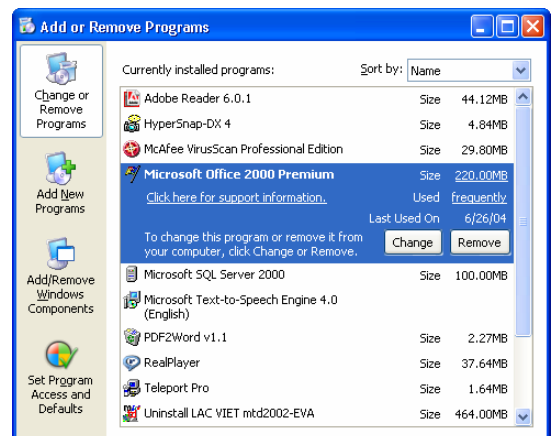 Add or Remove Programs
Change or
Remove
Programs
Add New
Programs
Add/Remove
Windows
Components
Set Program
Access and
Defaults
Currently installed programs: Sort by: Name
Adobe Reader 6.0.1 Size 44.12MB
HyperSnap-DX 4 Size 4.84MB
McAfee VirusScan Professional Edition Size 29.80MB
Microsoft Office 2000 Premium Size 220.00MB
Click here for support information. Used frequently
Last Used On 6/26/04
To change this program or remove it from
your computer, click Change or Remove. Change Remove
Microsoft SQL Server 2000 Size 100.00MB
Microsoft Text-to-Speech Engine 4.0
(English)
PDF2Word v1.1 Size 2.27MB
RealPlayer Size 37.64MB
Teleport Pro Size 1.64MB
Uninstall LAC VIET mtd2002-EVA Size 464.00MB